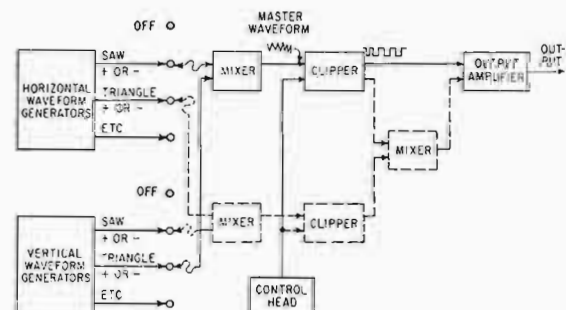 OFF
MASTER
WAVEFORM
SAW
+ OR -
MIXER
CLIPPER
OUTPUT
AMPLIFIER
OUT-
PUT
HORIZONTAL
WAVEFORM
GENERATORS
TRIANGLE
+ OR -
ETC
MIXER
OFF
SAW
+ OR -
MIXER
CLIPPER
VERTICAL
WAVEFORM
GENERATORS
TRIANGLE
+ OR -
ETC
CONTROL
HEAD